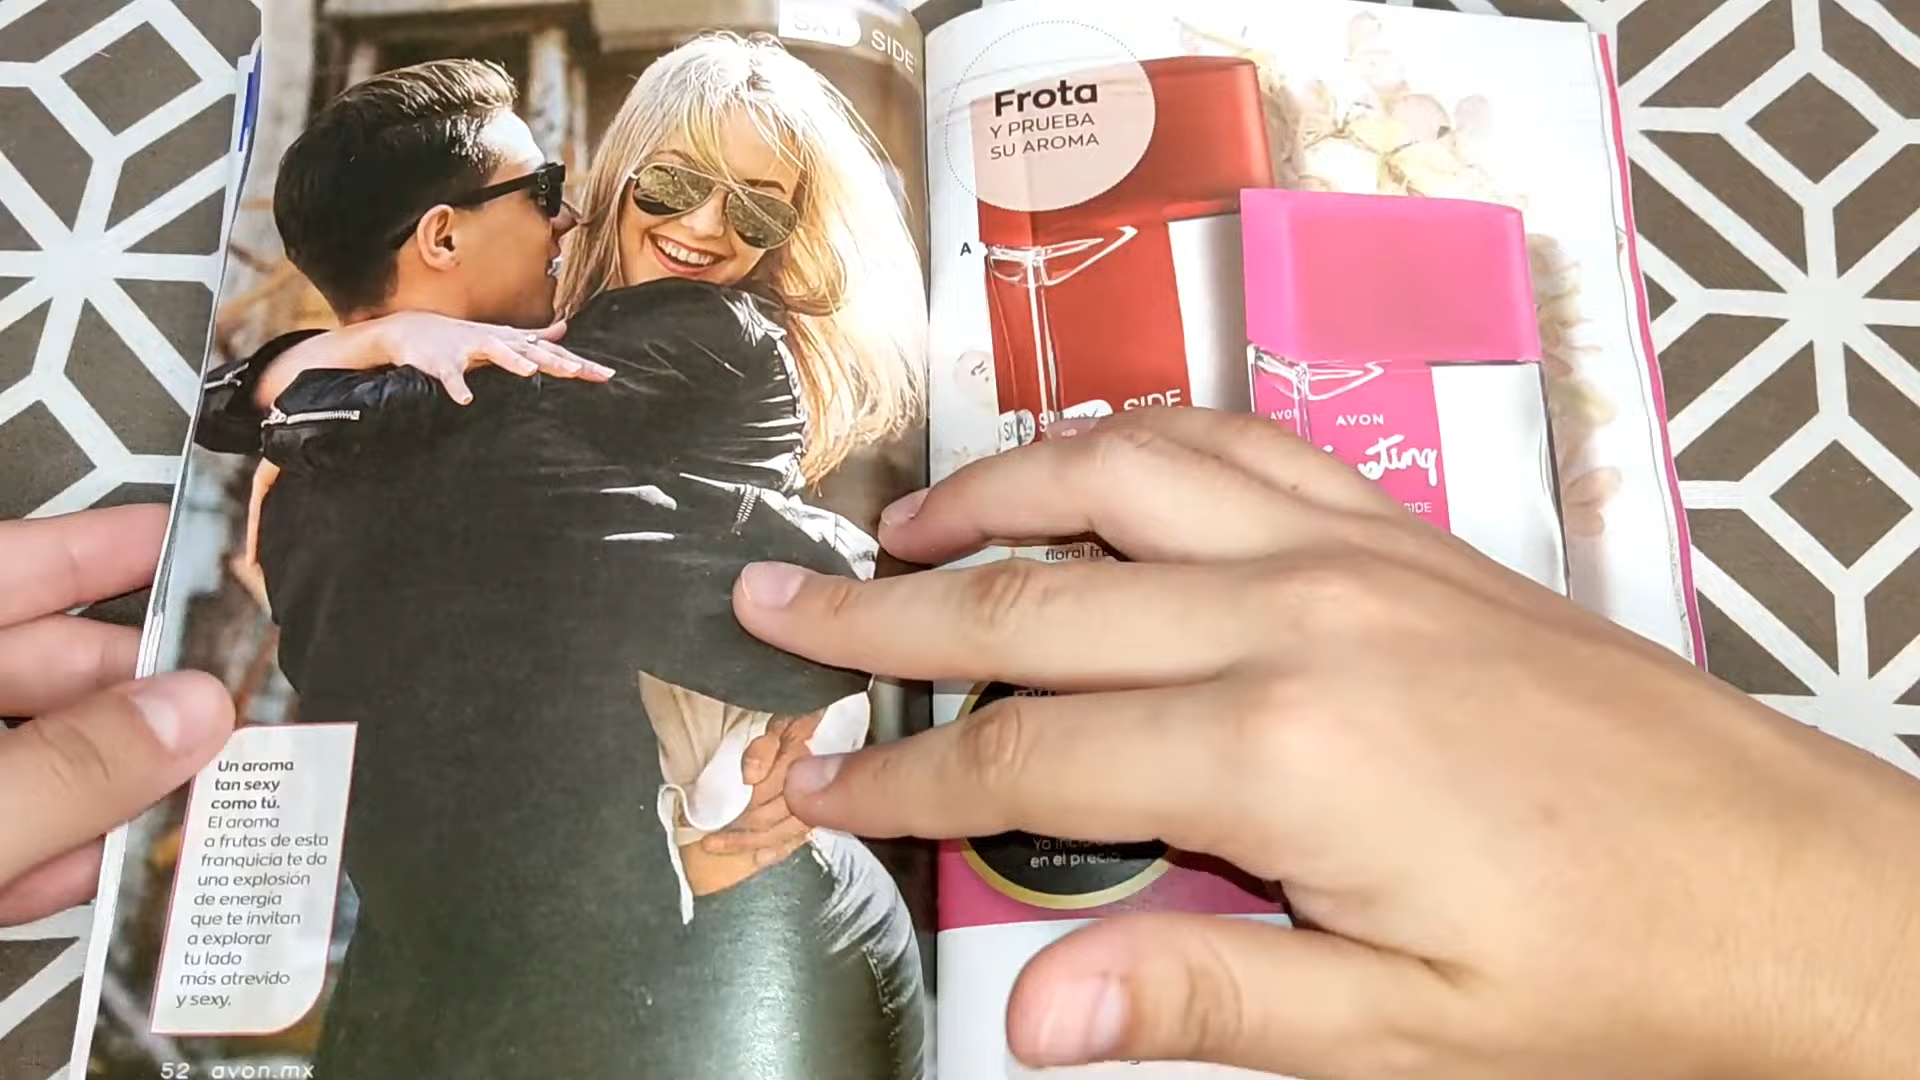 SIDE
Un aroma
tan sexy
como tú.
El aroma
a frutas de esta
franquicia te da
una explosión
de energía
que te invitan
a explorar
tu lado
más atrevido
y sexy.
52 avon.mx
Frota
Y PRUEBA
SU AROMA
A
SIDE
AVON
floral
en el precio